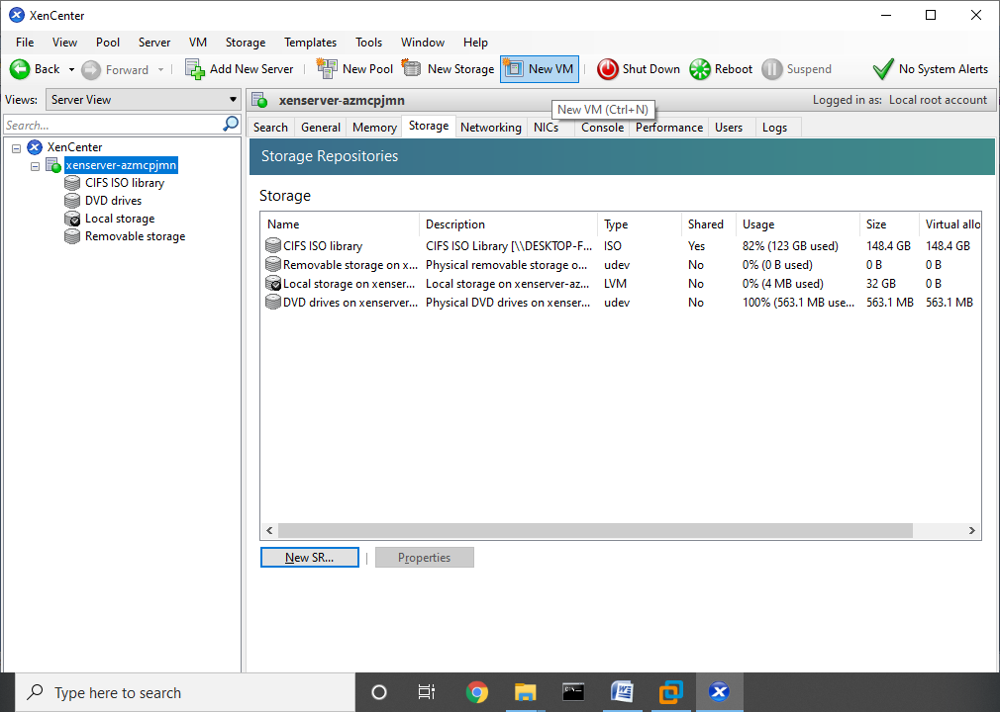 XenCenter
File View Pool Server VM Storage Templates Tools Window Help
Back Forward Add New Server New Pool New Storage New VM Shut Down Reboot Suspend No System Alerts
Views: Server View
xenserver-azmcpjmn Logged in as: Local root account
New VM (Ctrl+N)
Search...
Search General Memory Storage Networking NICs Console Performance Users Logs
XenCenter
xenserver-azmcpjmn
CIFS ISO library
DVD drives
Local storage
Removable storage
Storage Repositories
Storage
Name Description Type Shared Usage Size Virtual allo
CIFS ISO library CIFS ISO Library [\\DESKTOP-F... ISO Yes 82% (123 GB used) 148.4 GB 148.4 GB
Removable storage on x... Physical removable storage o... udev No 0% (0 B used) 0 B 0 B
Local storage on xenser... Local storage on xenserver-az... LVM No 0% (4 MB used) 32 GB 0 B
DVD drives on xenserver... Physical DVD drives on xenser... udev No 100% (563.1 MB use... 563.1 MB 563.1 MB
New SR... Properties
Type here to search